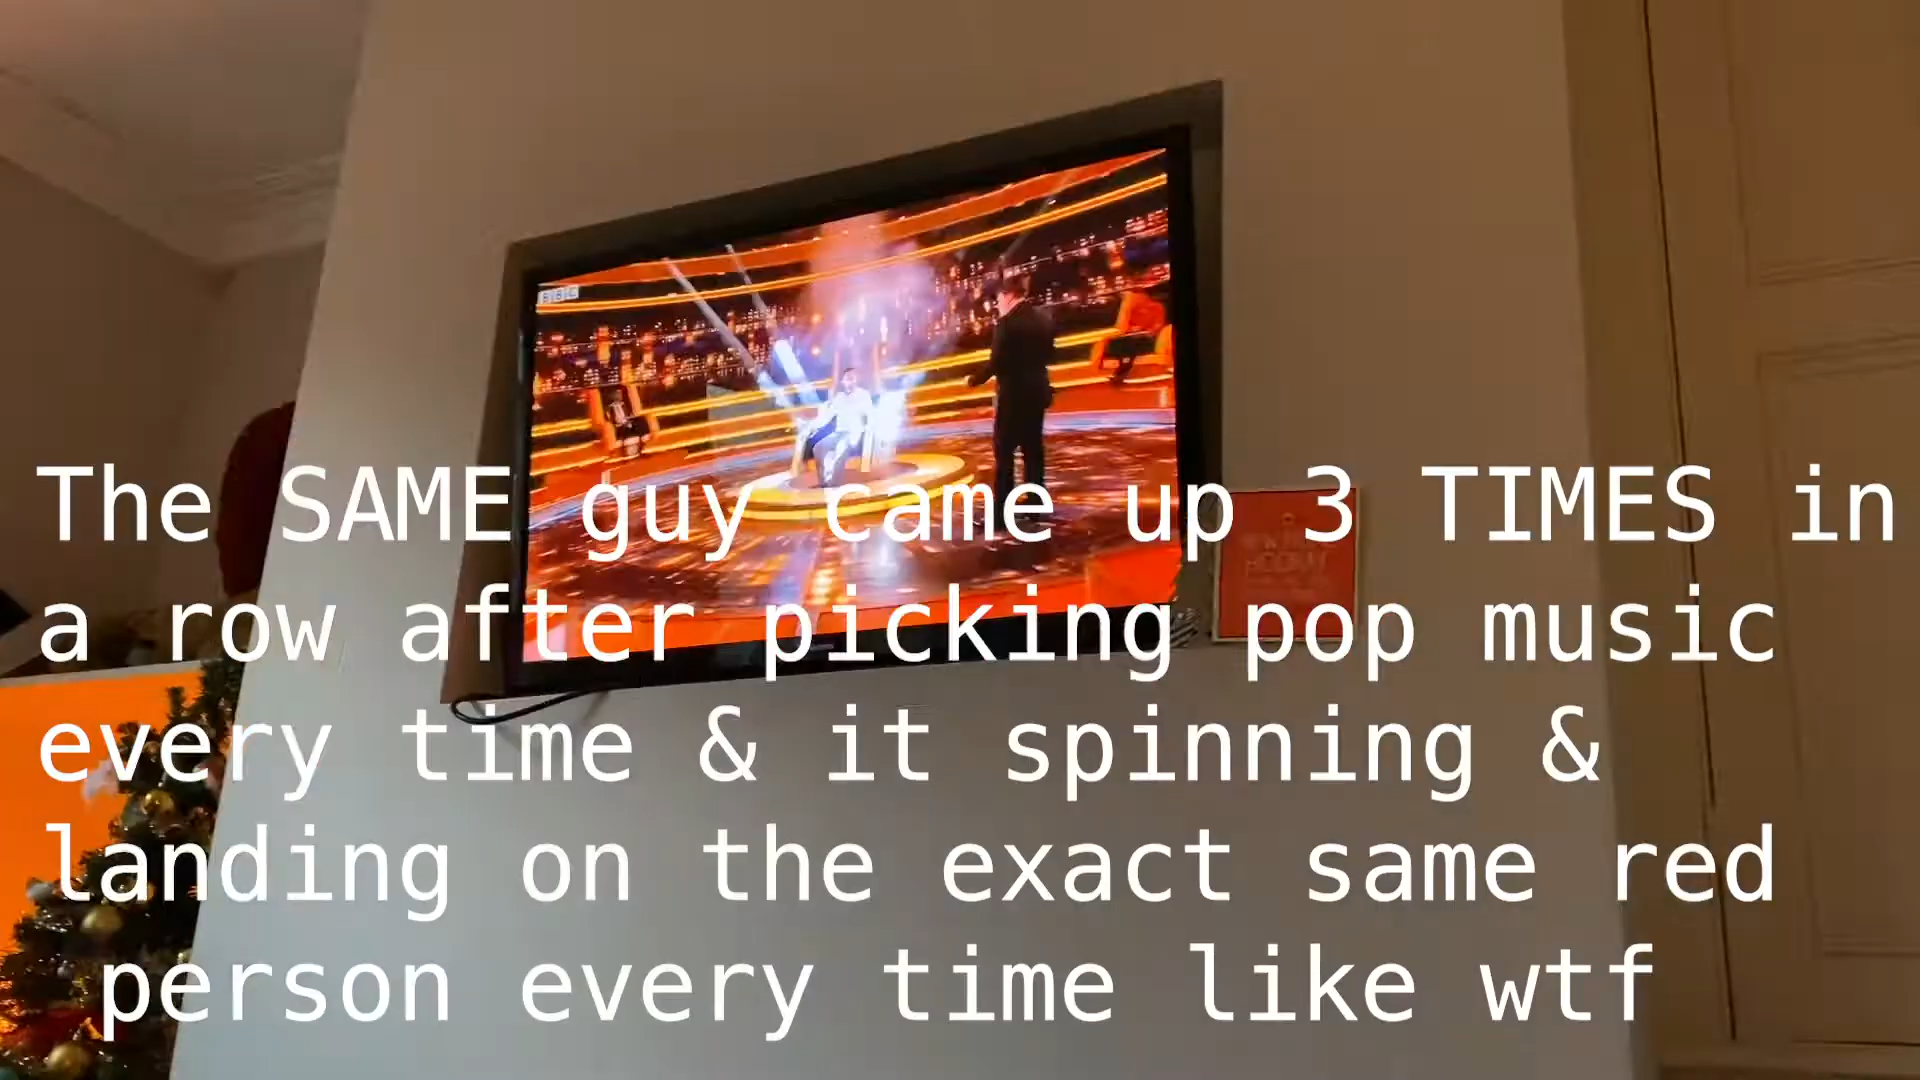 BBC
The SAME guy came up 3 TIMES in
a row after picking pop music
every time & it spinning &
landing on the exact same red
person every time like wtf